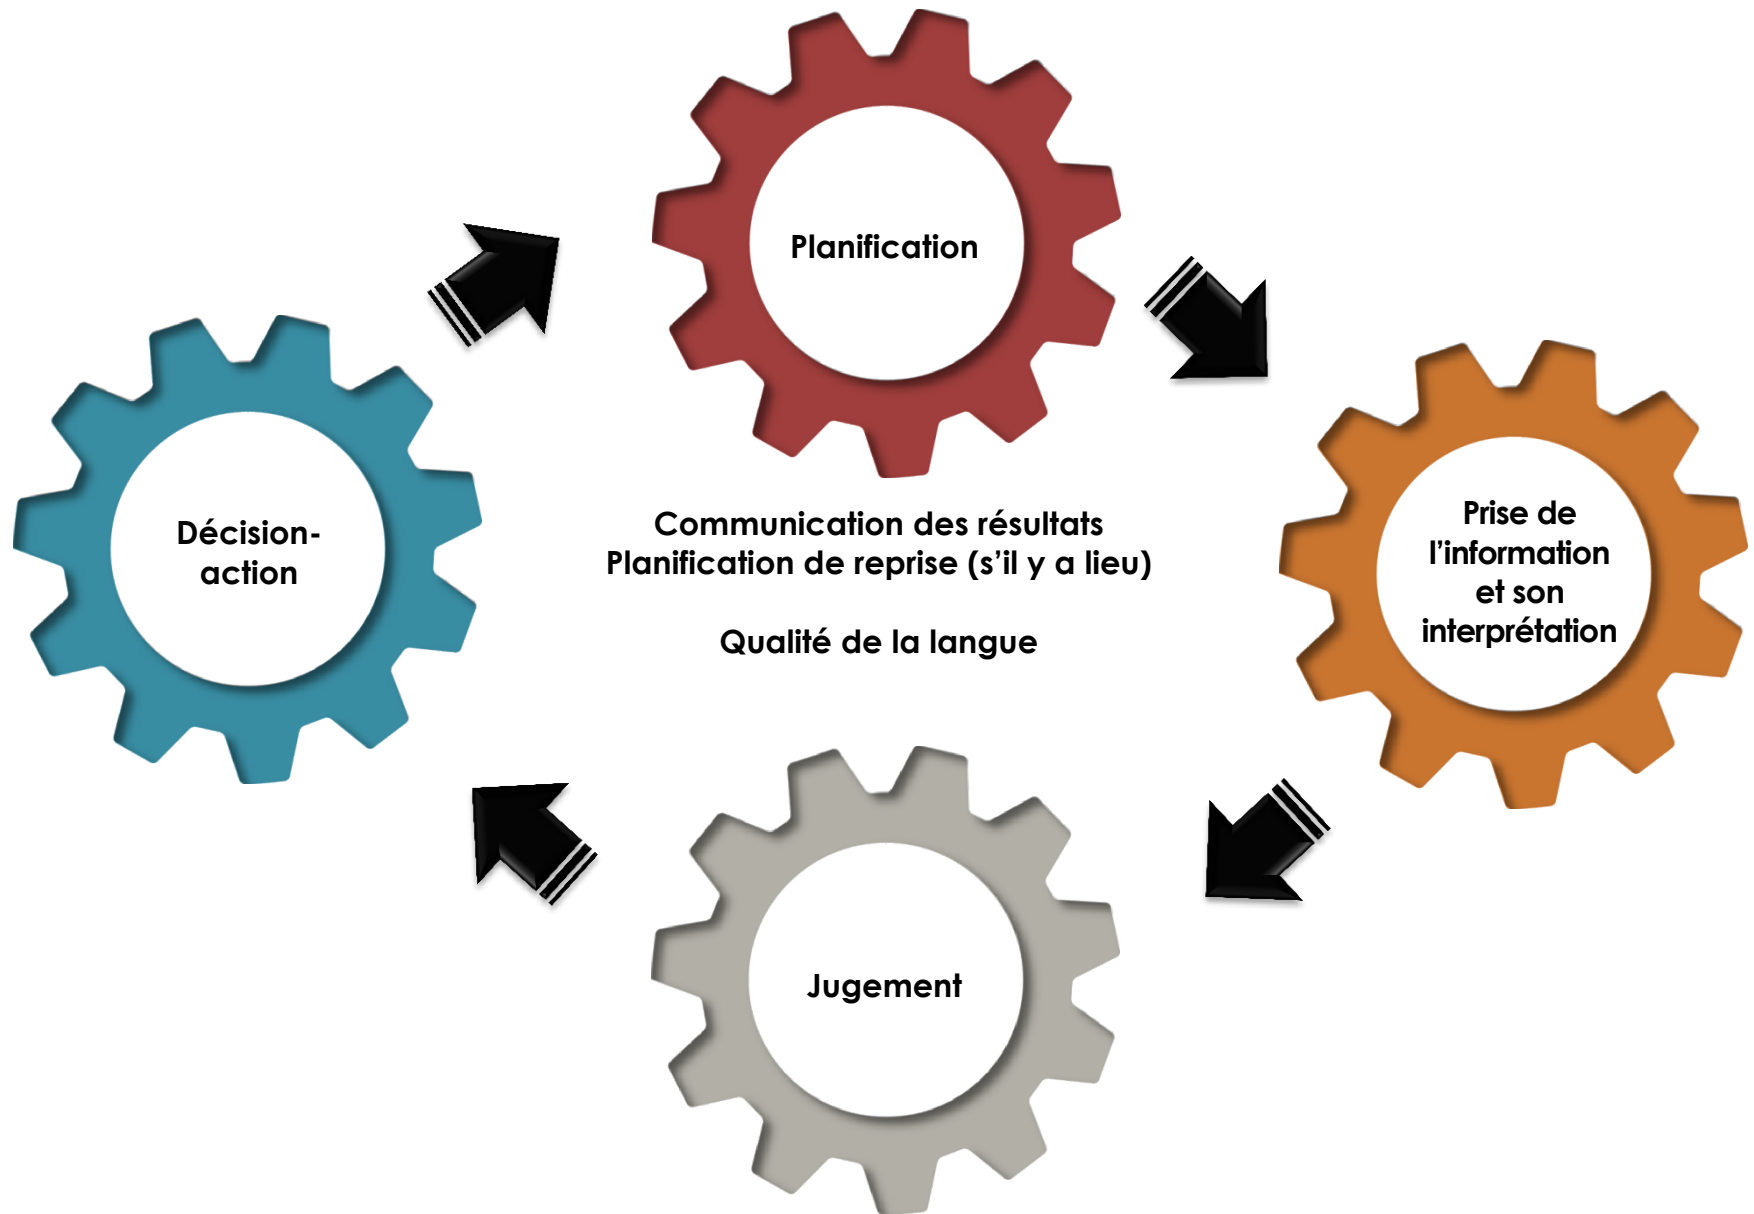 Planification
Décision-
action
Communication des résultats
Planification de reprise (s'il y a lieu)
Qualité de la langue
Prise de
l'information
et son
interprétation
Jugement